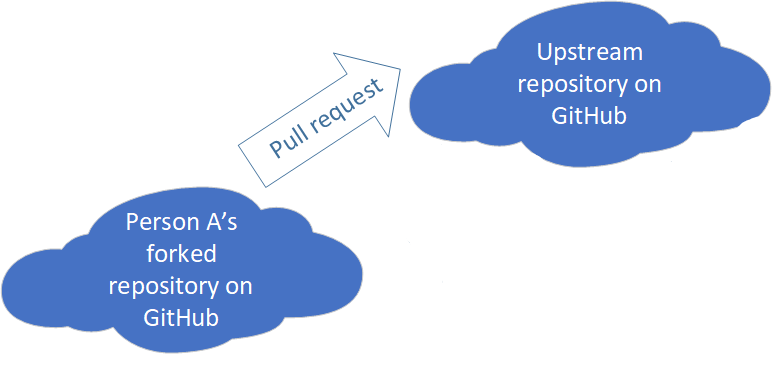 Upstream
repository on
GitHub
Pull request
Person A’s
forked
repository on
GitHub